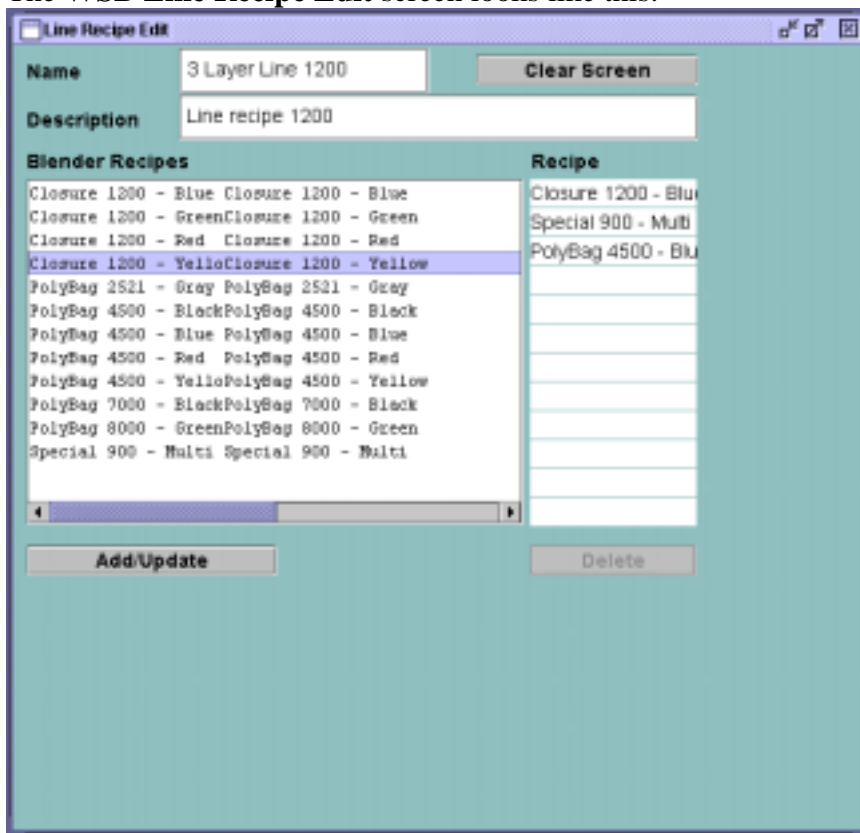 The WSB Line Recipe Edit screen looks like this:
Line Recipe Edit
Name 3 Layer Line 1200 Clear Screen
Description Line recipe 1200
Blender Recipes Recipe
Closure 1200 - Blue Closure 1200 - Blue
Closure 1200 - GreenClosure 1200 - Green
Closure 1200 - Red Closure 1200 - Red
Closure 1200 - YelloClosure 1200 - Yellow
PolyBag 2521 - Gray PolyBag 2521 - Gray
PolyBag 4500 - BlackPolyBag 4500 - Black
PolyBag 4500 - Blue PolyBag 4500 - Blue
PolyBag 4500 - Red PolyBag 4500 - Red
PolyBag 4500 - YelloPolyBag 4500 - Yellow
PolyBag 7000 - BlackPolyBag 7000 - Black
PolyBag 8000 - GreenPolyBag 8000 - Green
Special 900 - Multi Special 900 - Multi
Closure 1200 - Blu
Special 900 - Multi
PolyBag 4500 - Blu
Add/Update Delete